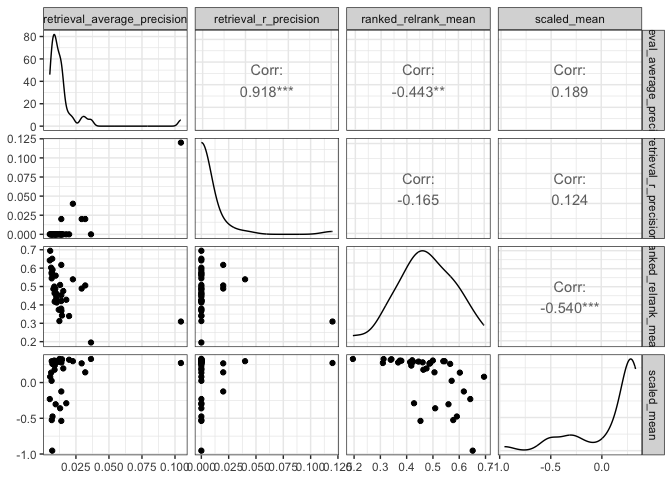 retrieval_average_precision retrieval_r_precision ranked_relrank_mean scaled_mean
80
60
40
20
0
Corr:
0.918***
Corr:
-0.443**
Corr:
0.189
eval_average_prec
0.125
0.100
0.075
0.050
0.025
0.000
Corr:
-0.165
Corr:
0.124
etrieval_r_precision
0.7
0.6
0.5
0.4
0.3
0.2
Corr:
-0.540***
anked_relrank_mea
0.0
-0.5
-1.0
scaled_mean
0.025 0.050 0.075 0.100 0.000 0.025 0.050 0.075 0.100 0.125 0.2 0.3 0.4 0.5 0.6 0.7 -1.0 -0.5 0.0